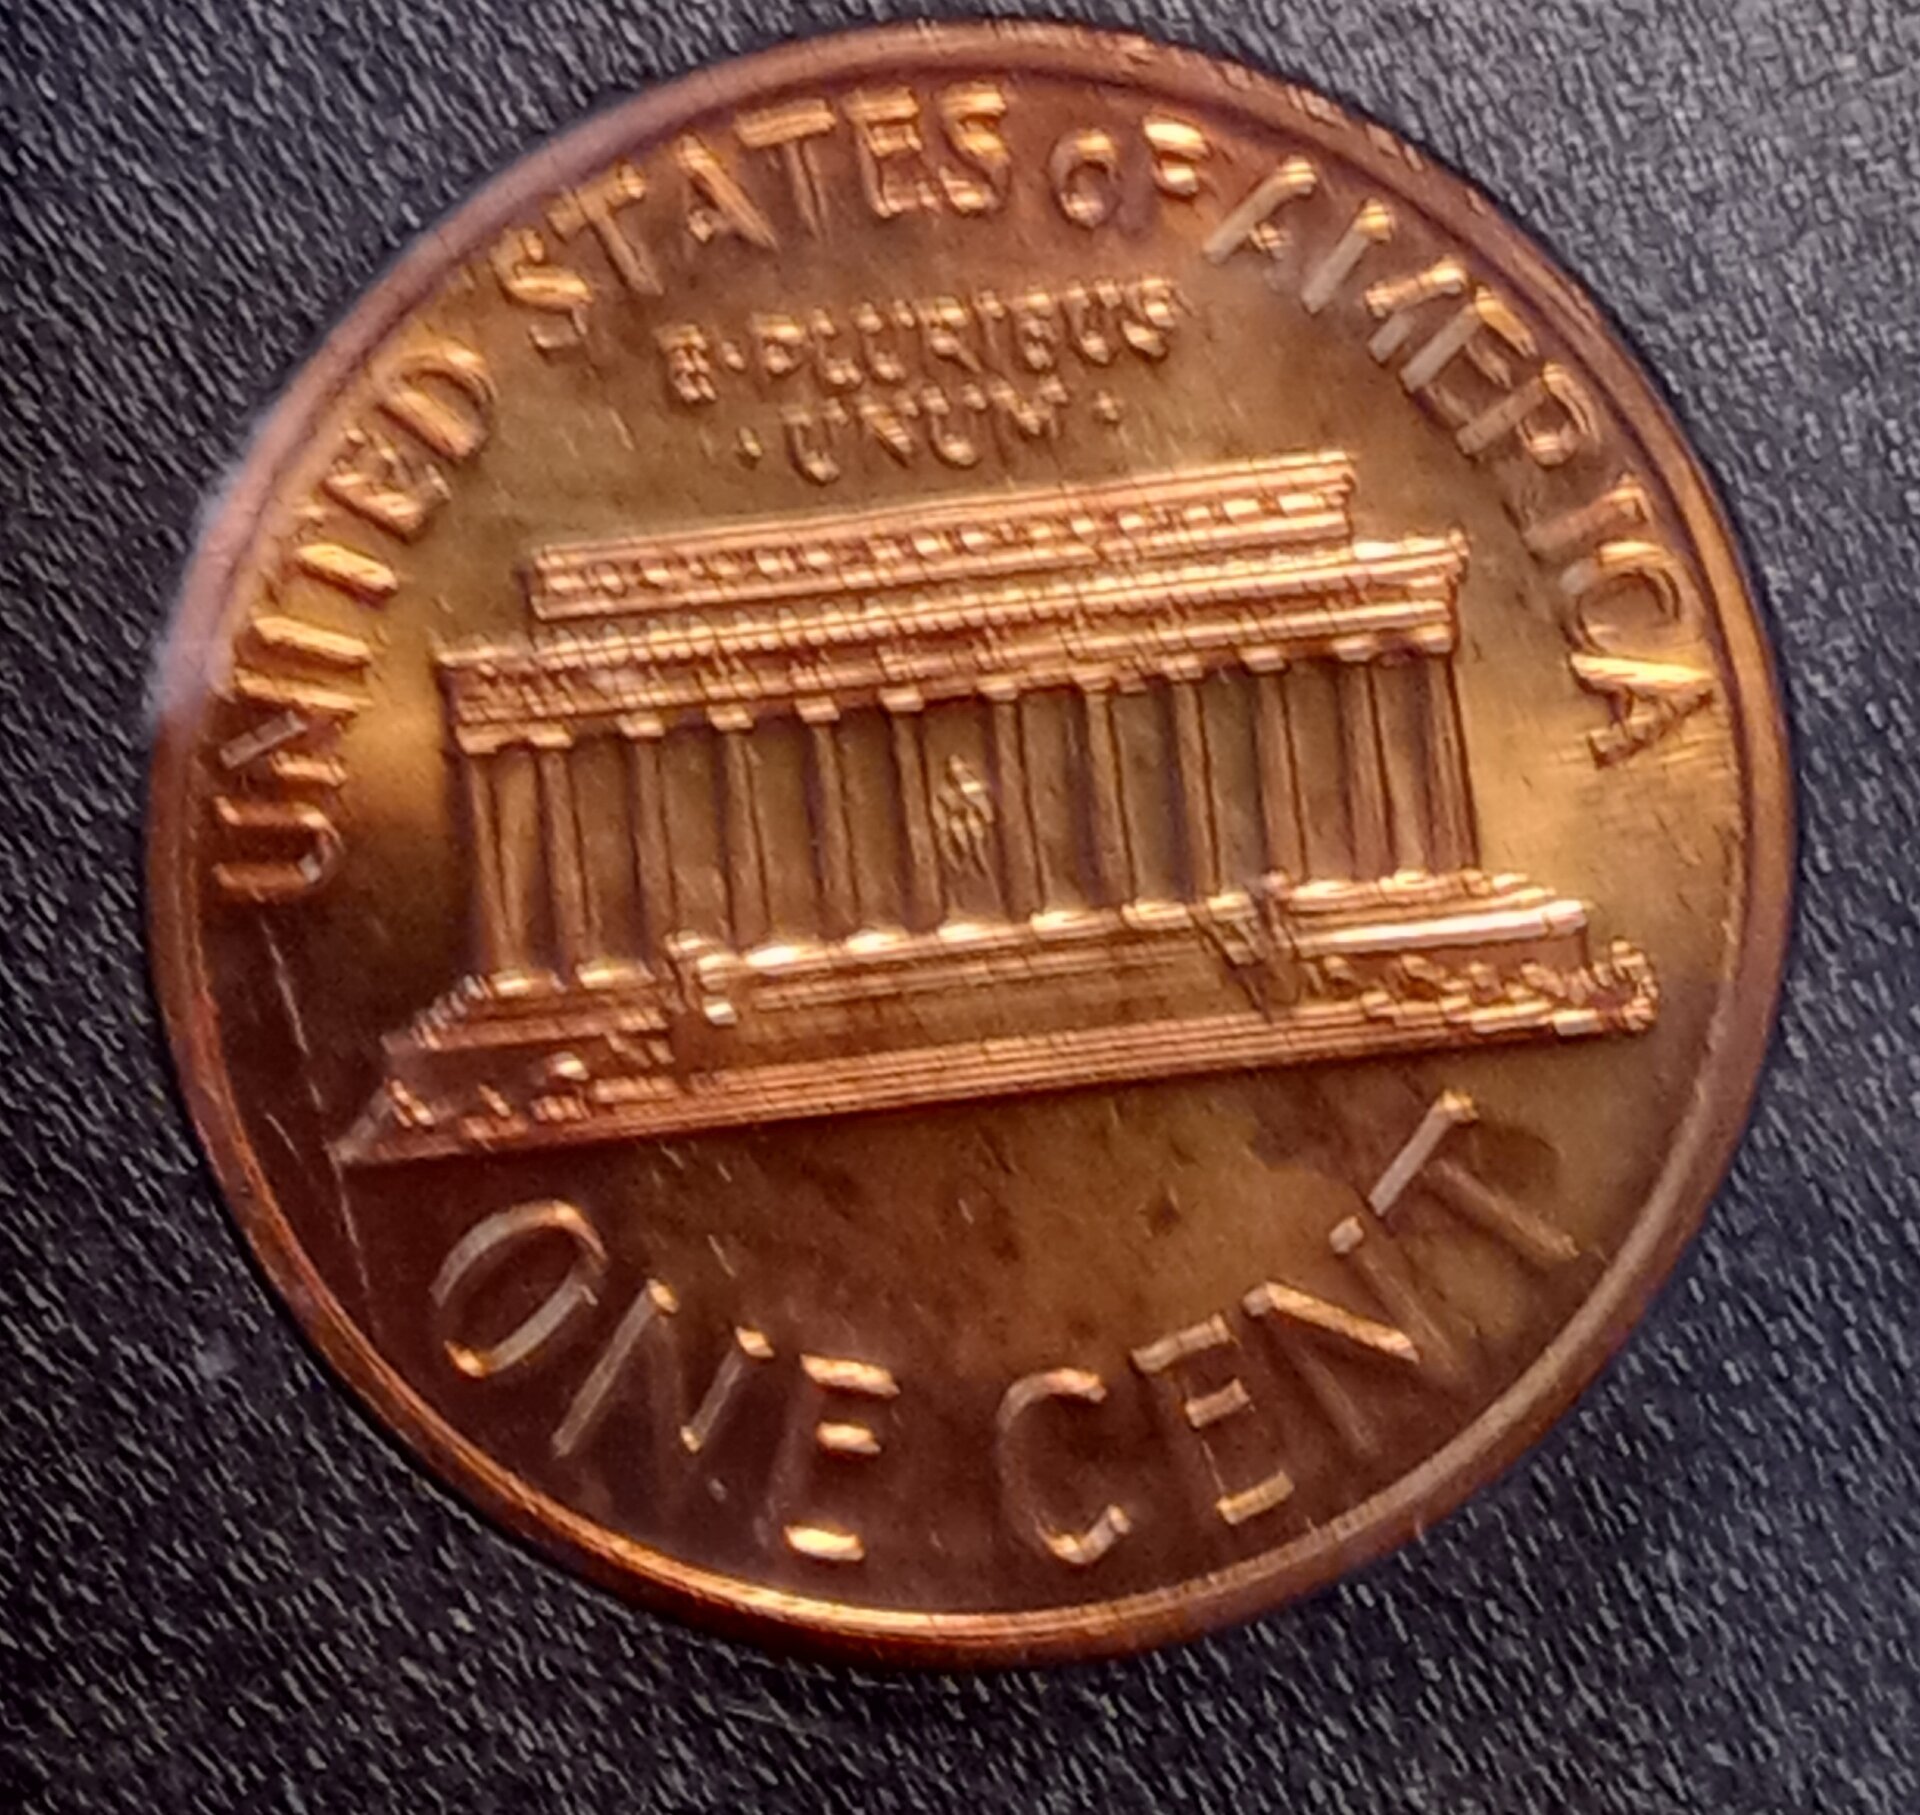 UNITED STATES OF AMERICA
E·PLURIBUS
·UNUM·
ONE CENT